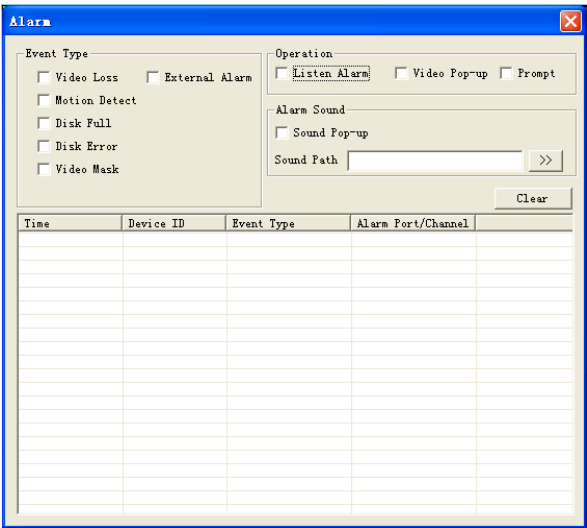 Alarm
Event Type
Video Loss External Alarm
Motion Detect
Disk Full
Disk Error
Video Mask
Operation
Listen Alarm Video Pop-up Prompt
Alarm Sound
Sound Pop-up
Sound Path >>
Clear
Time Device ID Event Type Alarm Port/Channel